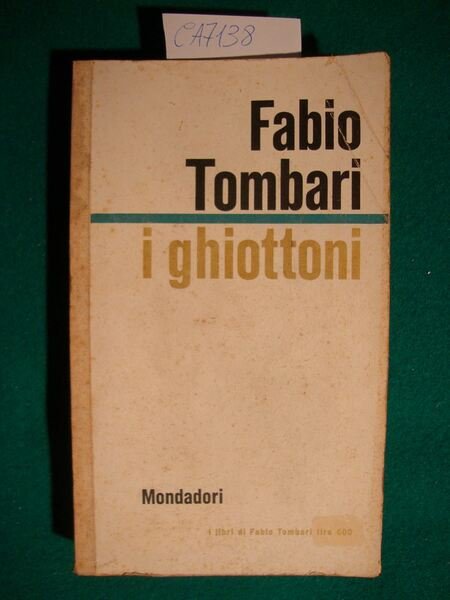 CA7138
Fabio
Tombari
i ghiottoni
Mondadori
i libri di Fabio Tombari lire 600